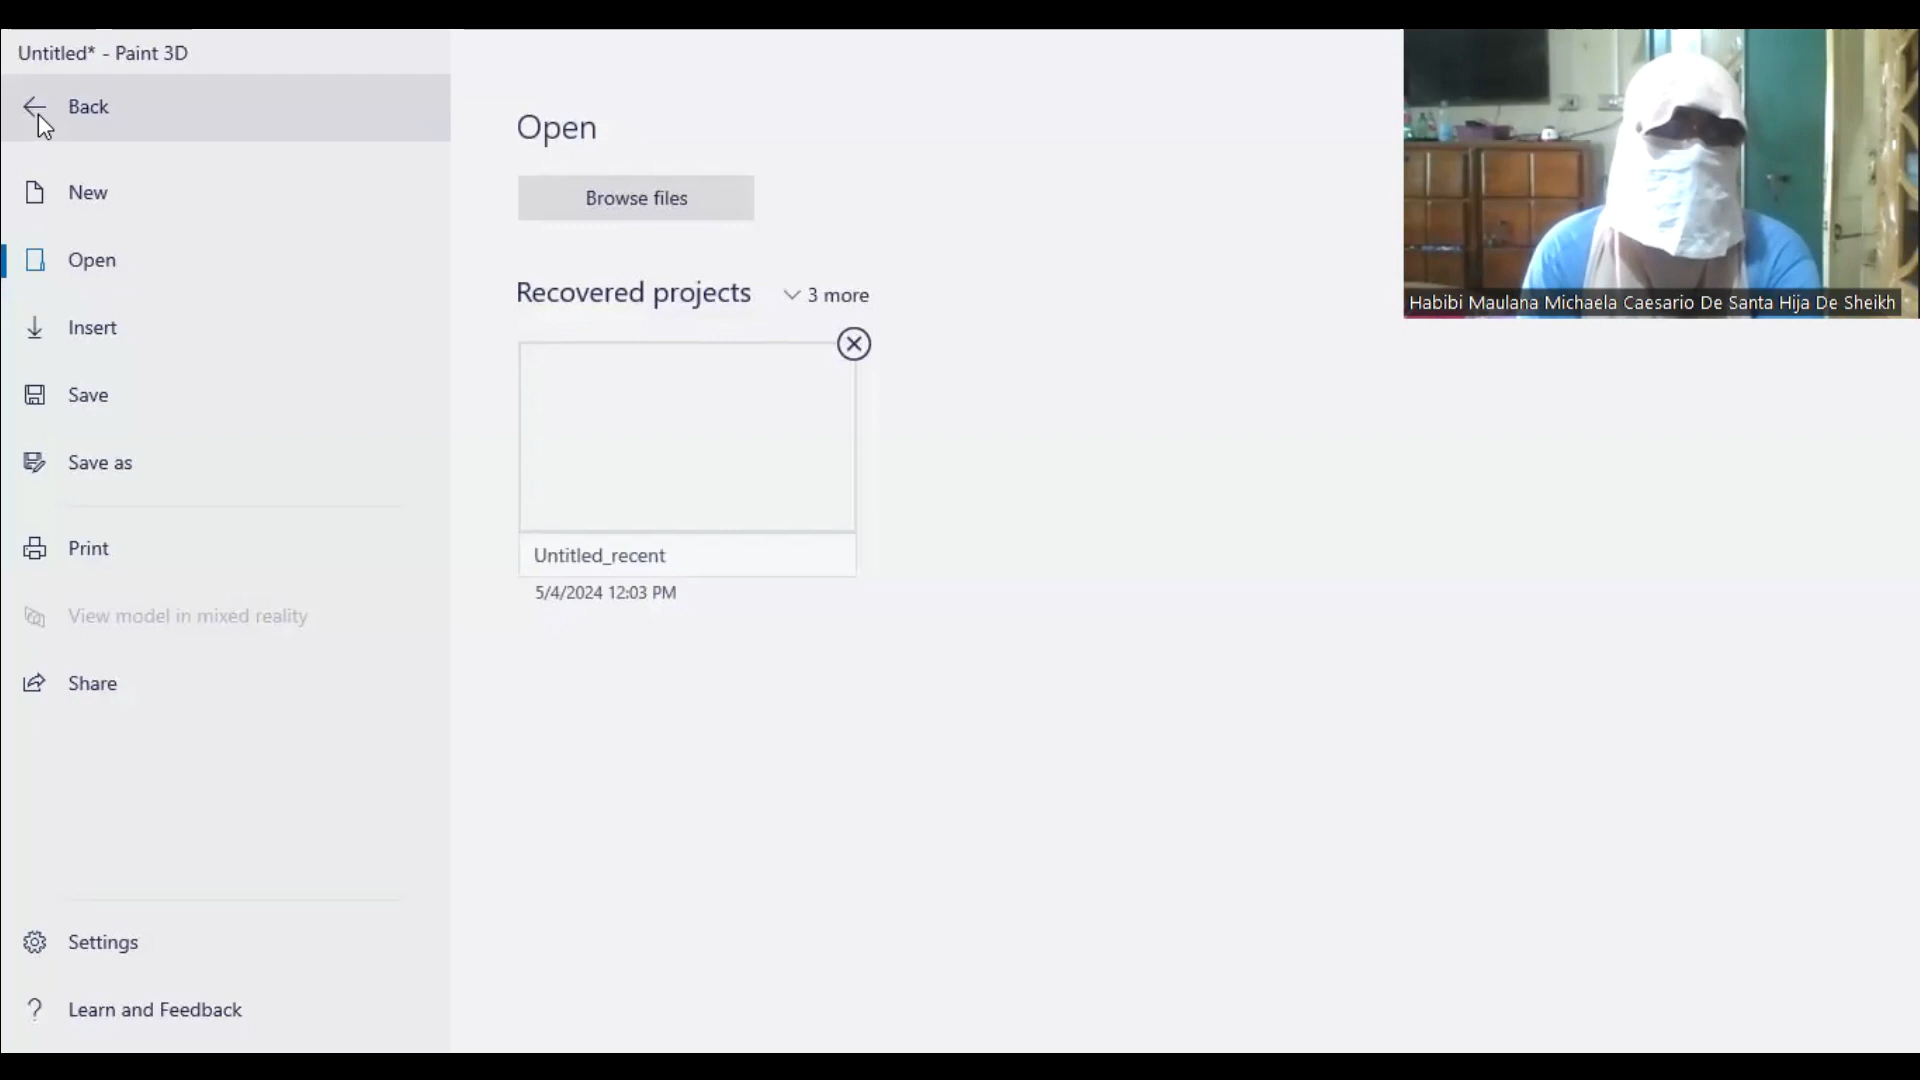 Untitled* - Paint 3D
Back
New
Open
Insert
Save
Save as
Print
View model in mixed reality
Share
Settings
Learn and Feedback
Open
Browse files
Recovered projects
3 more
Untitled_recent
5/4/2024 12:03 PM
Habibi Maulana Michaela Caesario De Santa Hija De Sheikh